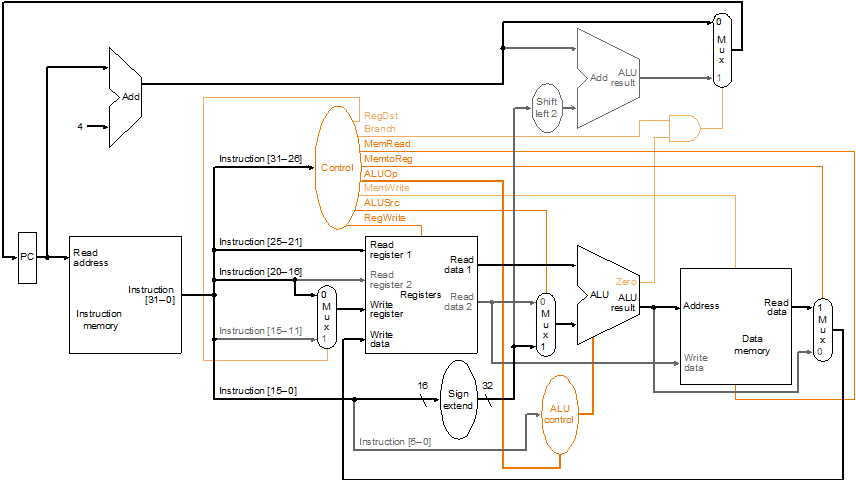 0
M
u
x
1
Add
ALU
result
Shift
left 2
Add
4
RegDst
Branch
MemRead
MemtoReg
ALUOp
MemWrite
ALUSrc
RegWrite
Control
Instruction [31–26]
PC
Read
address
Instruction
[31–0]
Instruction
memory
Instruction [25–21]
Instruction [20–16]
Instruction [15–11]
Instruction [15–0]
0
M
u
x
1
Read
register 1
Read
register 2
Write
register
Write
data
Registers
Read
data 1
Read
data 2
0
M
u
x
1
Zero
ALU
ALU
result
Address
Read
data
Data
memory
Write
data
1
M
u
x
0
16
Sign
extend
32
ALU
control
Instruction [5–0]